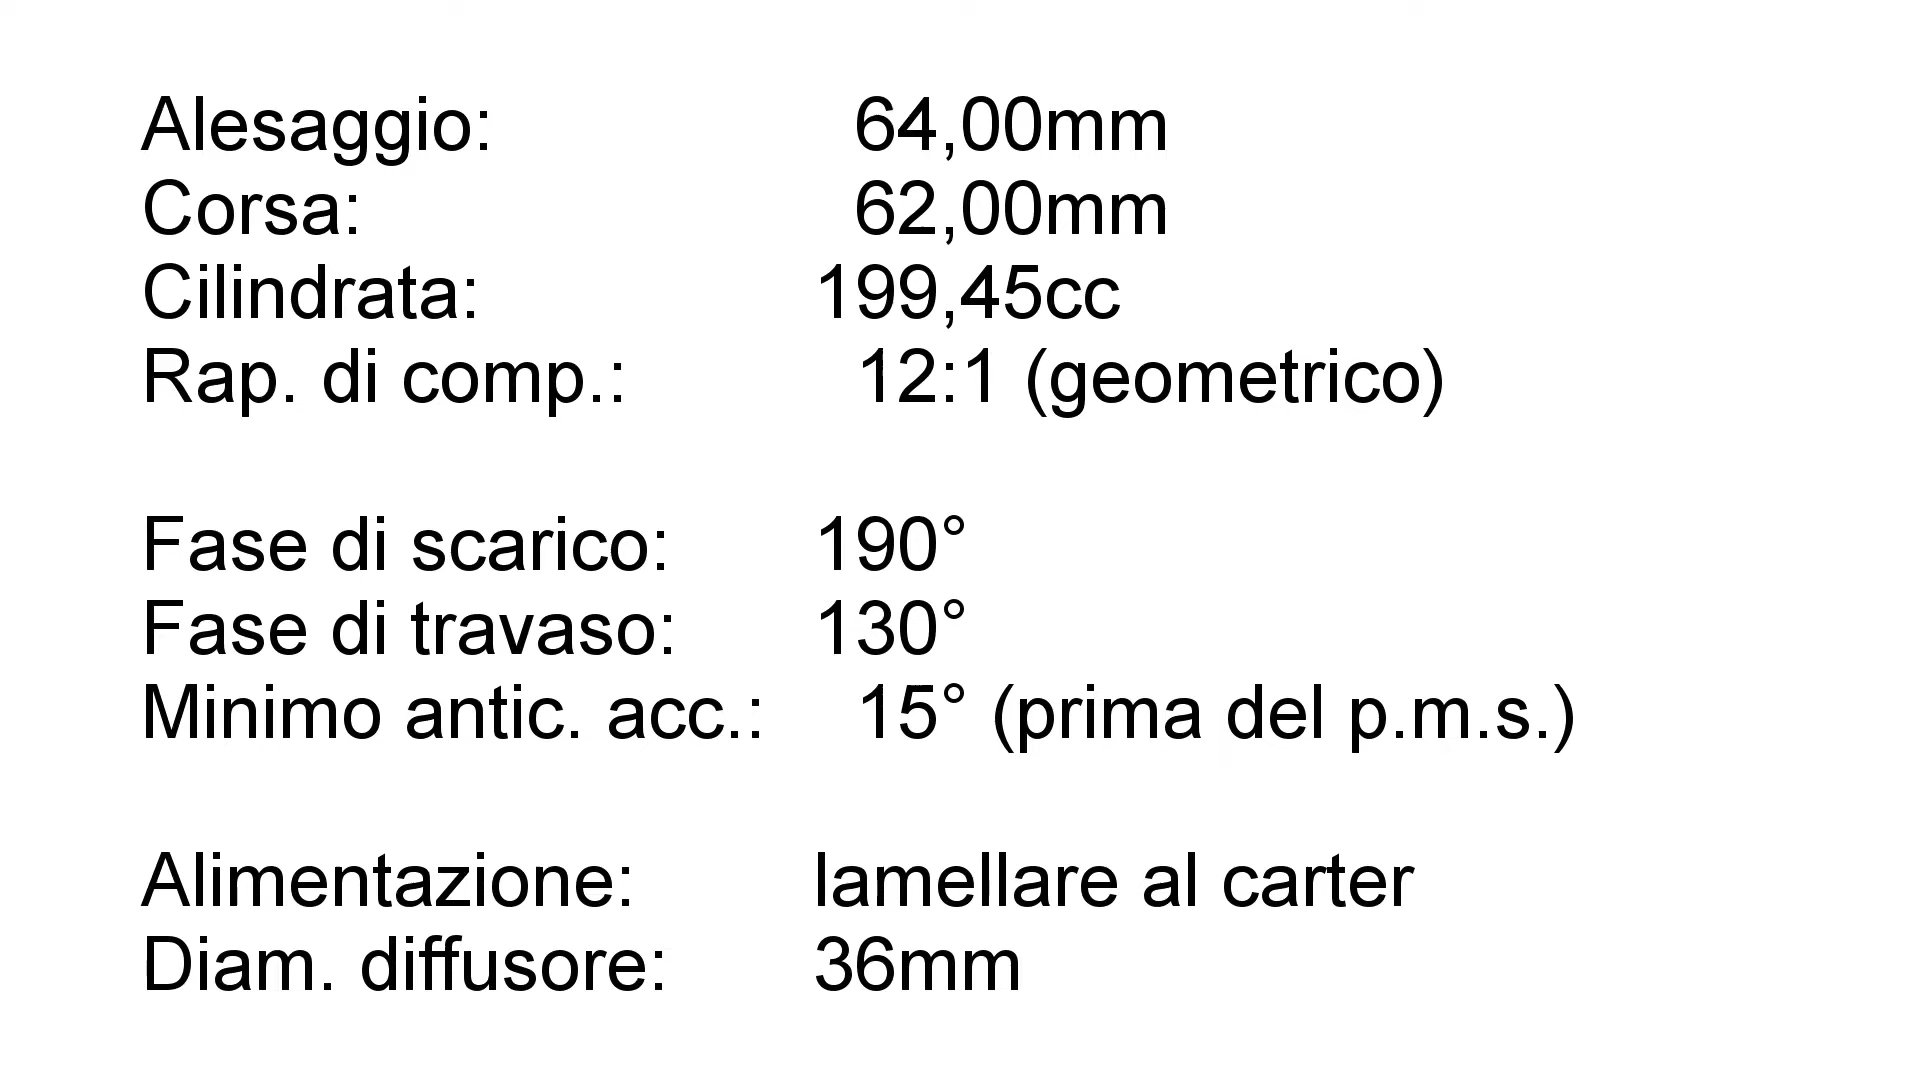 Alesaggio: 64,00mm
Corsa: 62,00mm
Cilindrata: 199,45cc
Rap. di comp.: 12:1 (geometrico)
Fase di scarico: 190°
Fase di travaso: 130°
Minimo antic. acc.: 15° (prima del p.m.s.)
Alimentazione: lamellare al carter
Diam. diffusore: 36mm